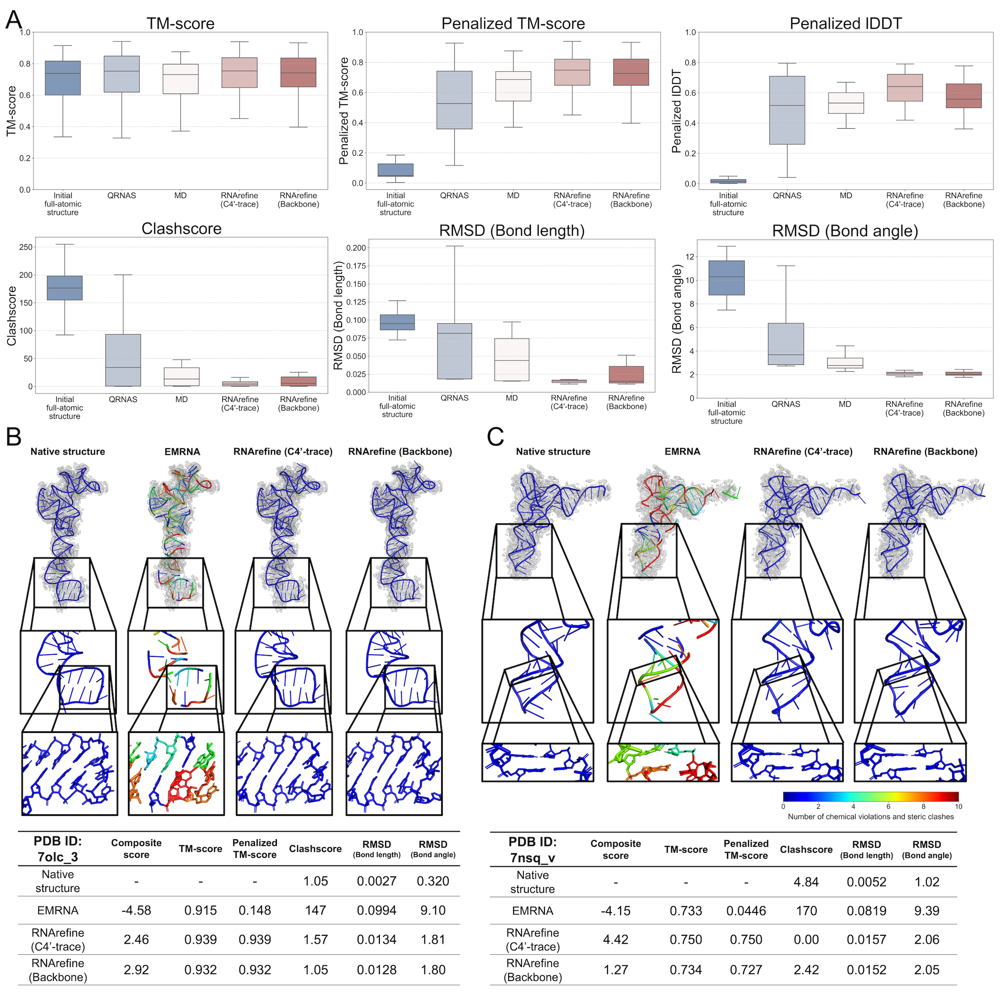 A
TM-score
TM-score
1.0
0.8
0.6
0.4
0.2
0.0
Initial
full-atomic
structure
QRNAS
MD
RNArefine
(C4'-trace)
RNArefine
(Backbone)
Penalized TM-score
Penalized TM-score
1.0
0.8
0.6
0.4
0.2
0.0
Initial
full-atomic
structure
QRNAS
MD
RNArefine
(C4'-trace)
RNArefine
(Backbone)
Penalized lDDT
Penalized lDDT
1.0
0.8
0.6
0.4
0.2
0.0
Initial
full-atomic
structure
QRNAS
MD
RNArefine
(C4'-trace)
RNArefine
(Backbone)
Clashscore
Clashscore
250
200
150
100
50
0
Initial
full-atomic
structure
QRNAS
MD
RNArefine
(C4'-trace)
RNArefine
(Backbone)
RMSD (Bond length)
RMSD (Bond length)
0.200
0.175
0.150
0.125
0.100
0.075
0.050
0.025
0.000
Initial
full-atomic
structure
QRNAS
MD
RNArefine
(C4'-trace)
RNArefine
(Backbone)
RMSD (Bond angle)
RMSD (Bond angle)
12
10
8
6
4
2
0
Initial
full-atomic
structure
QRNAS
MD
RNArefine
(C4'-trace)
RNArefine
(Backbone)
B
Native structure EMRNA RNArefine (C4’-trace) RNArefine (Backbone)
C
Native structure EMRNA RNArefine (C4’-trace) RNArefine (Backbone)
0 2 4 6 8 10
Number of chemical violations and steric clashes
PDB ID:
7olc_3
Composite
score
TM-score
Penalized
TM-score
Clashscore
RMSD
(Bond length)
RMSD
(Bond angle)
Native
structure
- - - 1.05 0.0027 0.320
EMRNA -4.58 0.915 0.148 147 0.0994 9.10
RNArefine
(C4’-trace)
2.46 0.939 0.939 1.57 0.0134 1.81
RNArefine
(Backbone)
2.92 0.932 0.932 1.05 0.0128 1.80
PDB ID:
7nsq_v
Composite
score
TM-score
Penalized
TM-score
Clashscore
RMSD
(Bond length)
RMSD
(Bond angle)
Native
structure
- - - 4.84 0.0052 1.02
EMRNA -4.15 0.733 0.0446 170 0.0819 9.39
RNArefine
(C4’-trace)
4.42 0.750 0.750 0.00 0.0157 2.06
RNArefine
(Backbone)
1.27 0.734 0.727 2.42 0.0152 2.05